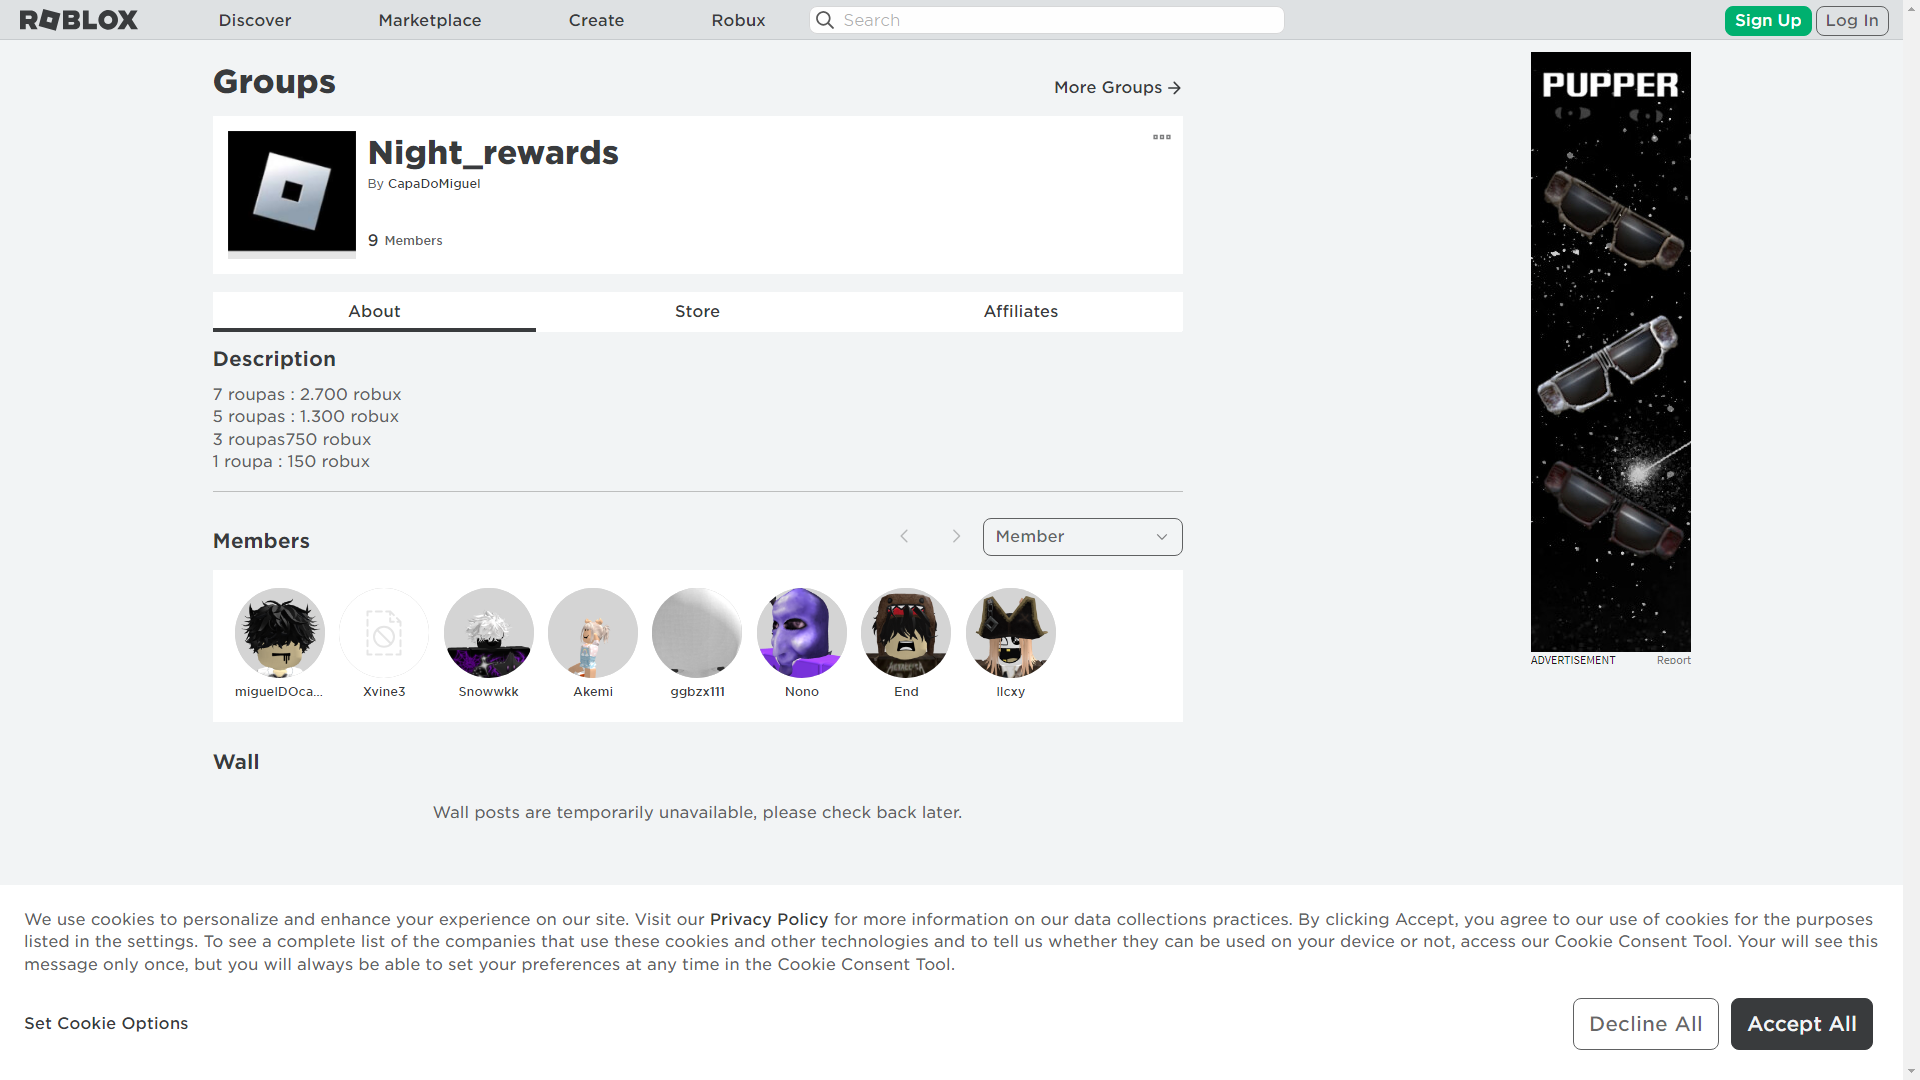 ROBLOX
Discover
Marketplace
Create
Robux
Search
Sign Up
Log In
Groups
More Groups
Night_rewards
By CapaDoMiguel
9 Members
About
Store
Affiliates
Description
7 roupas : 2.700 robux
5 roupas : 1.300 robux
3 roupas750 robux
1 roupa : 150 robux
Members
Member
miguelDOca...
Xvine3
Snowwkk
Akemi
ggbzx111
Nono
End
llcxy
Wall
Wall posts are temporarily unavailable, please check back later.
PUPPER
ADVERTISEMENT
Report
We use cookies to personalize and enhance your experience on our site. Visit our Privacy Policy for more information on our data collections practices. By clicking Accept, you agree to our use of cookies for the purposes
listed in the settings. To see a complete list of the companies that use these cookies and other technologies and to tell us whether they can be used on your device or not, access our Cookie Consent Tool. Your will see this
message only once, but you will always be able to set your preferences at any time in the Cookie Consent Tool.
Set Cookie Options
Decline All
Accept All